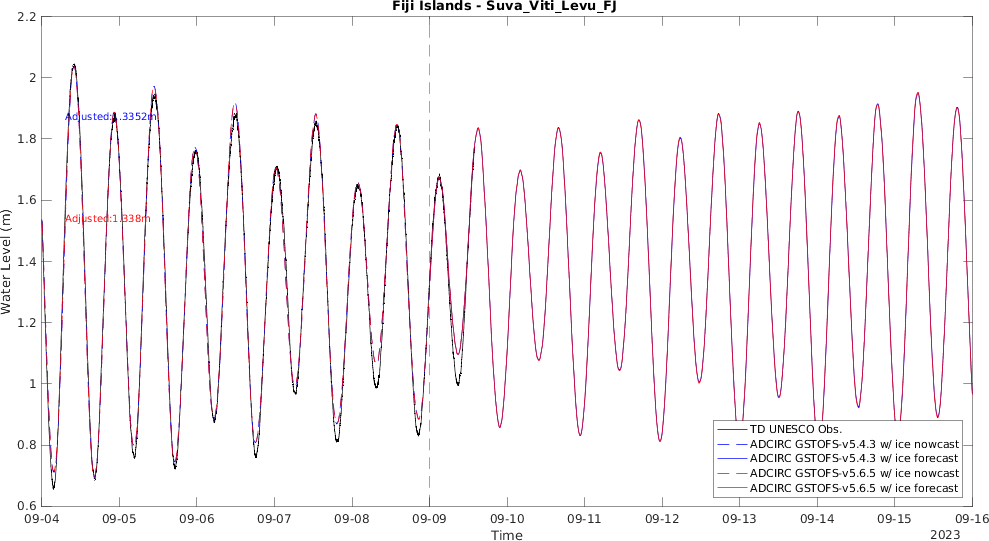 Fiji Islands - Suva_Viti_Levu_FJ
2.2
2
1.8
1.6
1.4
1.2
1
0.8
0.6
Water Level (m)
Adjusted:1.3352m
Adjusted:1.338m
TD UNESCO Obs.
ADCIRC GSTOFS-v5.4.3 w/ ice nowcast
ADCIRC GSTOFS-v5.4.3 w/ ice forecast
ADCIRC GSTOFS-v5.6.5 w/ ice nowcast
ADCIRC GSTOFS-v5.6.5 w/ ice forecast
09-04 09-05 09-06 09-07 09-08 09-09 09-10 09-11 09-12 09-13 09-14 09-15 09-16
Time
2023